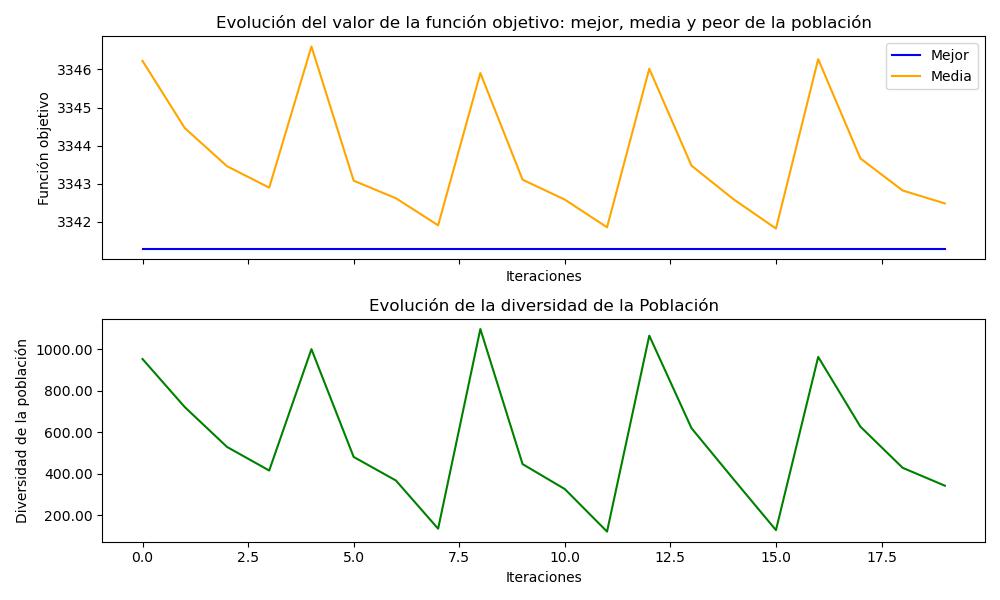 Evolución del valor de la función objetivo: mejor, media y peor de la población
Mejor
Media
Función objetivo
3346
3345
3344
3343
3342
Iteraciones
Evolución de la diversidad de la Población
Diversidad de la población
1000.00
800.00
600.00
400.00
200.00
0.0 2.5 5.0 7.5 10.0 12.5 15.0 17.5
Iteraciones